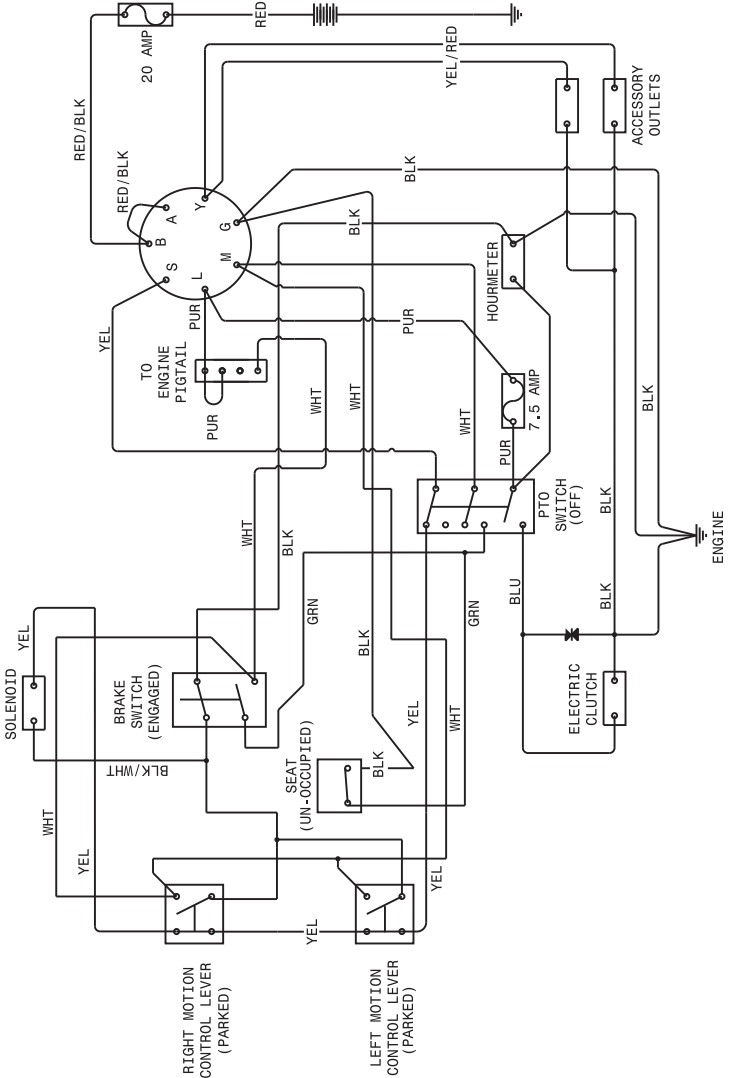 RED
20 AMP
YEL/RED
ACCESSORY
OUTLETS
RED/BLK
RED/BLK
BLK
A
Y
B
G
S
M
L
BLK
HOURMETER
PUR
PUR
YEL
TO
ENGINE
PIGTAIL
PUR
WHT
WHT
WHT
7.5 AMP
BLK
PUR
PTO
SWITCH
(OFF)
BLK
ENGINE
WHT
BLK
GRN
GRN
BLU
BLK
YEL
SOLENOID
BRAKE
SWITCH
(ENGAGED)
BLK
YEL
WHT
ELECTRIC
CLUTCH
BLK/WHT
SEAT
(UN-OCCUPIED)
BLK
WHT
YEL
YEL
YEL
RIGHT MOTION
CONTROL LEVER
(PARKED)
LEFT MOTION
CONTROL LEVER
(PARKED)